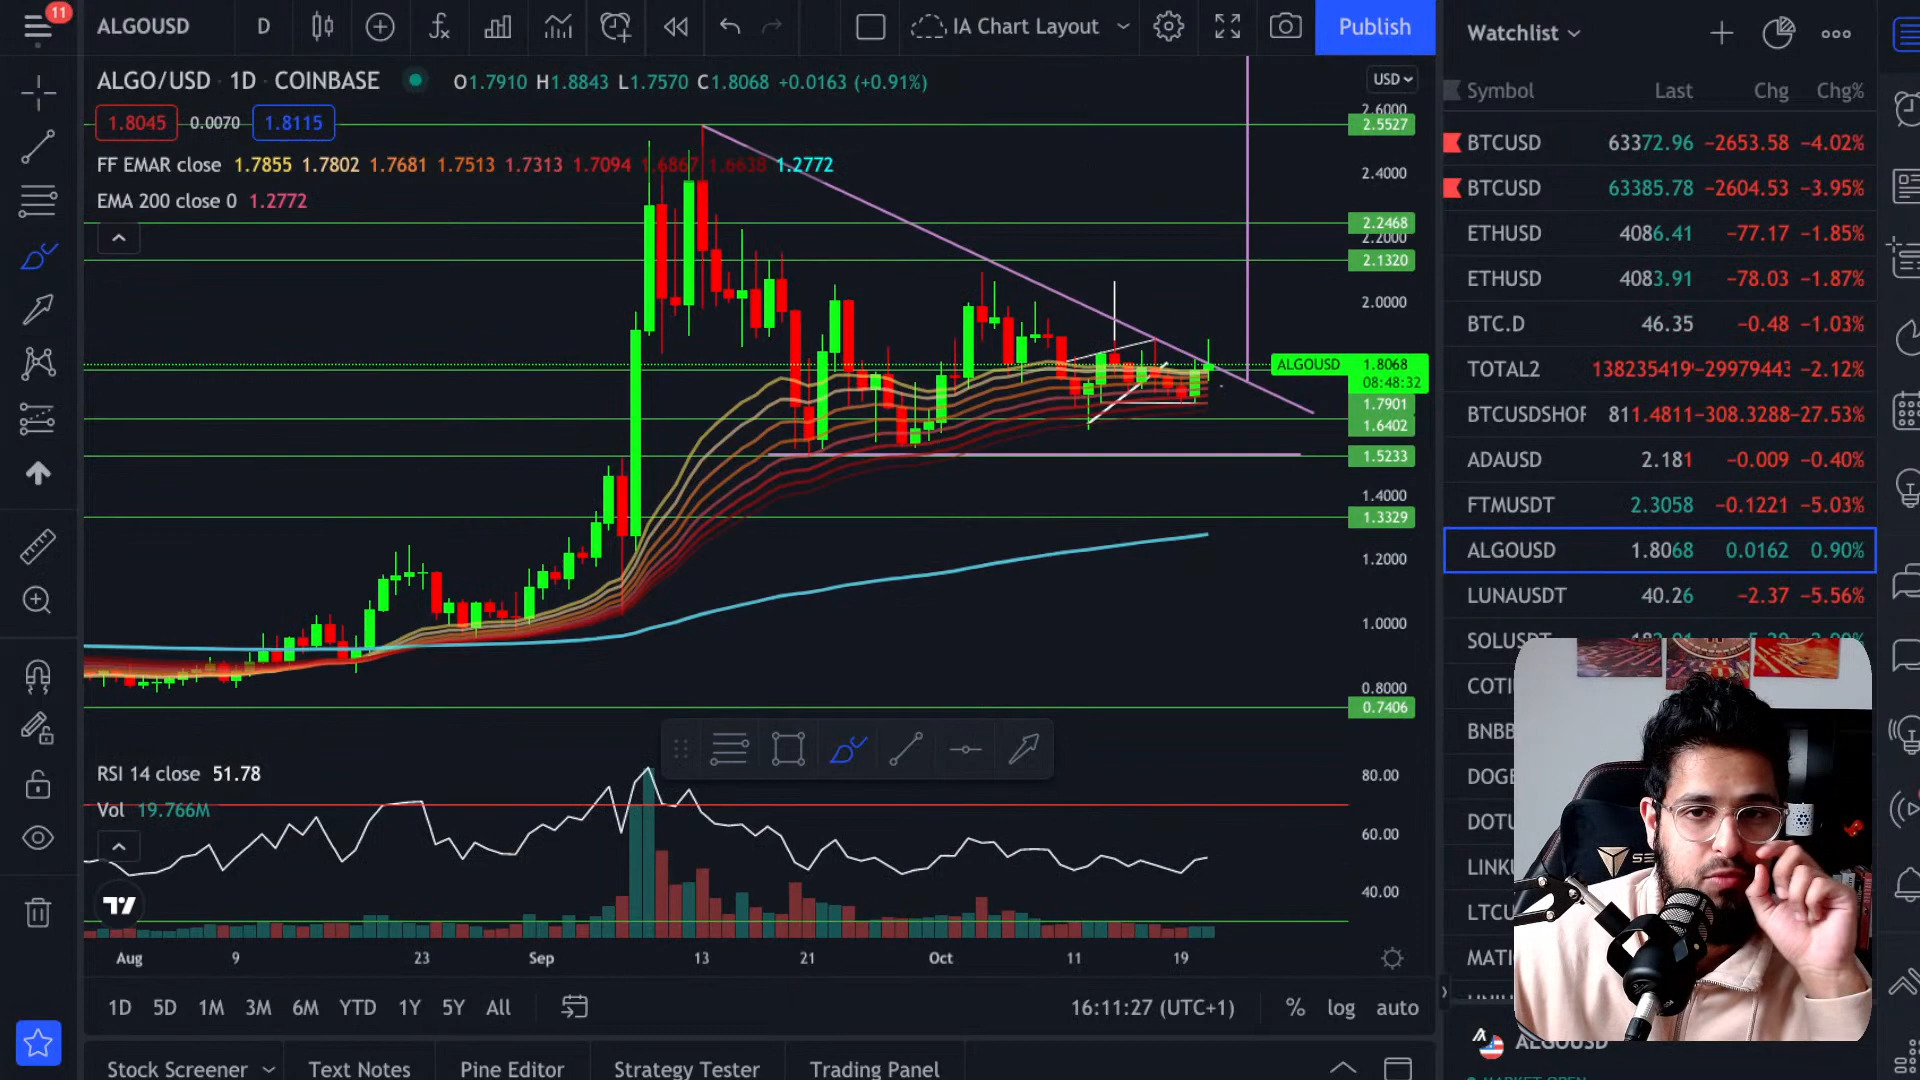 11
ALGOUSD D IA Chart Layout Publish
ALGO/USD · 1D · COINBASE O1.7910 H1.8843 L1.7570 C1.8068 +0.0163 (+0.91%)
1.8045 0.0070 1.8115
FF EMAR close 1.7855 1.7802 1.7681 1.7513 1.7313 1.7094 1.6867 1.6638 1.2772
EMA 200 close 0 1.2772
USD
2.6000
2.5527
2.4000
2.2468
2.2000
2.1320
2.0000
ALGOUSD 1.8068
08:48:32
1.7901
1.6402
1.5233
1.4000
1.3329
1.2000
1.0000
0.8000
0.7406
RSI 14 close 51.78
Vol 19.766M
80.00
60.00
40.00
Aug 9 23 Sep 13 21 Oct 11 19
1D 5D 1M 3M 6M YTD 1Y 5Y All 16:11:27 (UTC+1) % log auto
Stock Screener Text Notes Pine Editor Strategy Tester Trading Panel
Watchlist
Symbol Last Chg Chg%
BTCUSD 63372.96 −2653.58 −4.02%
BTCUSD 63385.78 −2604.53 −3.95%
ETHUSD 4086.41 −77.17 −1.85%
ETHUSD 4083.91 −78.03 −1.87%
BTC.D 46.35 −0.48 −1.03%
TOTAL2 138235419 −29979443 −2.12%
BTCUSDSHOR 811.4811 −308.3288 −27.53%
ADAUSD 2.181 −0.009 −0.40%
FTMUSDT 2.3058 −0.1221 −5.03%
ALGOUSD 1.8068 0.0162 0.90%
LUNAUSDT 40.26 −2.37 −5.56%
SOLUSDT
COTI
BNBB
DOGE
DOTU
LINK
LTCU
MATI
ALGOUSD